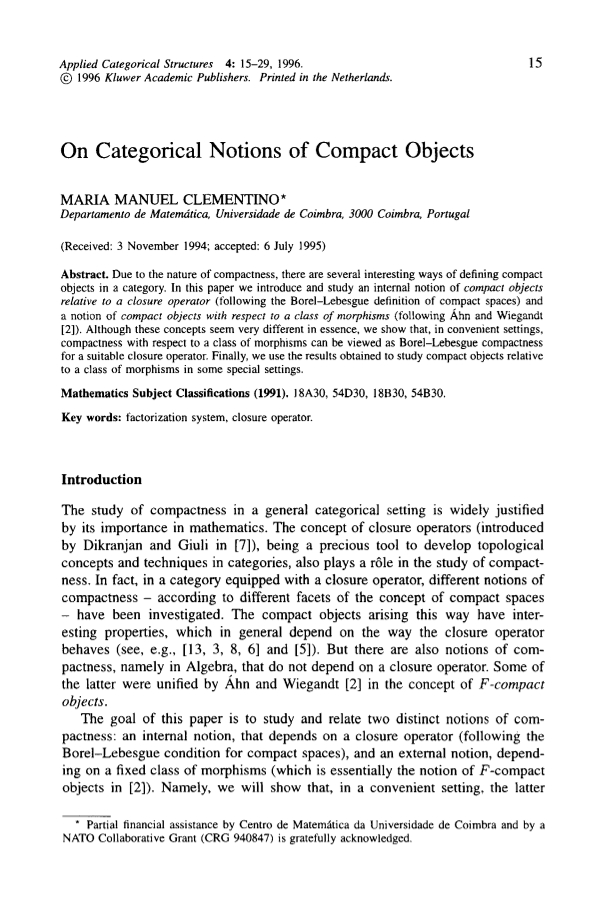 Applied Categorical Structures 4: 15–29, 1996.
15
© 1996 Kluwer Academic Publishers. Printed in the Netherlands.
On Categorical Notions of Compact Objects
MARIA MANUEL CLEMENTINO*
Departamento de Matemática, Universidade de Coimbra, 3000 Coimbra, Portugal
(Received: 3 November 1994; accepted: 6 July 1995)
Abstract. Due to the nature of compactness, there are several interesting ways of defining compact
objects in a category. In this paper we introduce and study an internal notion of compact objects
relative to a closure operator (following the Borel–Lebesgue definition of compact spaces) and
a notion of compact objects with respect to a class of morphisms (following Áhn and Wiegandt
[2]). Although these concepts seem very different in essence, we show that, in convenient settings,
compactness with respect to a class of morphisms can be viewed as Borel–Lebesgue compactness
for a suitable closure operator. Finally, we use the results obtained to study compact objects relative
to a class of morphisms in some special settings.
Mathematics Subject Classifications (1991). 18A30, 54D30, 18B30, 54B30.
Key words: factorization system, closure operator.
Introduction
The study of compactness in a general categorical setting is widely justified
by its importance in mathematics. The concept of closure operators (introduced
by Dikranjan and Giuli in [7]), being a precious tool to develop topological
concepts and techniques in categories, also plays a rôle in the study of compact-
ness. In fact, in a category equipped with a closure operator, different notions of
compactness – according to different facets of the concept of compact spaces
– have been investigated. The compact objects arising this way have inter-
esting properties, which in general depend on the way the closure operator
behaves (see, e.g., [13, 3, 8, 6] and [5]). But there are also notions of com-
pactness, namely in Algebra, that do not depend on a closure operator. Some of
the latter were unified by Áhn and Wiegandt [2] in the concept of F-compact
objects.
The goal of this paper is to study and relate two distinct notions of com-
pactness: an internal notion, that depends on a closure operator (following the
Borel–Lebesgue condition for compact spaces), and an external notion, depend-
ing on a fixed class of morphisms (which is essentially the notion of F-compact
objects in [2]). Namely, we will show that, in a convenient setting, the latter
* Partial financial assistance by Centro de Matemática da Universidade de Coimbra and by a
NATO Collaborative Grant (CRG 940847) is gratefully acknowledged.